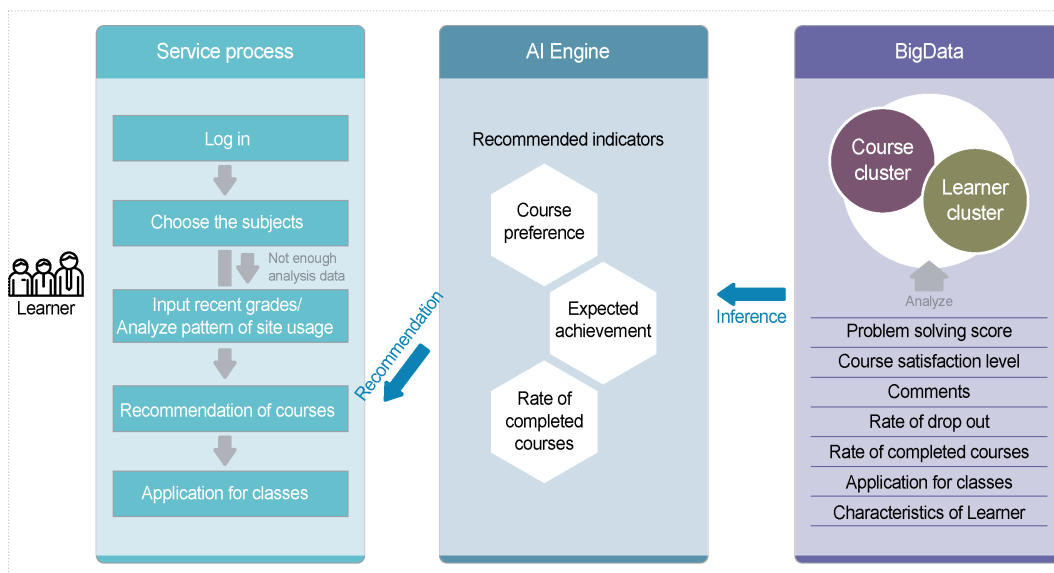 Service process
Log in
Choose the subjects
Not enough
analysis data
Input recent grades/
Analyze pattern of site usage
Recommendation of courses
Application for classes
Learner
Recommendation
AI Engine
Recommended indicators
Course
preference
Expected
achievement
Rate of
completed
courses
Inference
BigData
Course
cluster
Learner
cluster
Analyze
Problem solving score
Course satisfaction level
Comments
Rate of drop out
Rate of completed courses
Application for classes
Characteristics of Learner